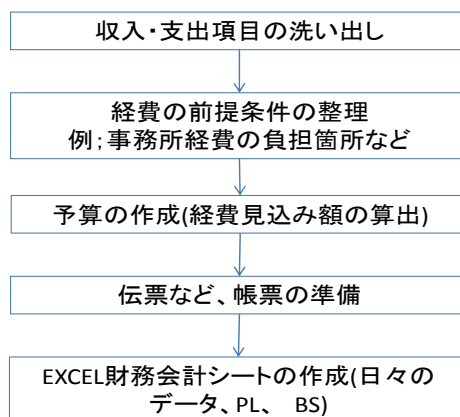 収入・支出項目の洗い出し
経費の前提条件の整理
例;事務所経費の負担箇所など
予算の作成(経費見込み額の算出)
伝票など、帳票の準備
EXCEL財務会計シートの作成(日々の
データ、PL、 BS)